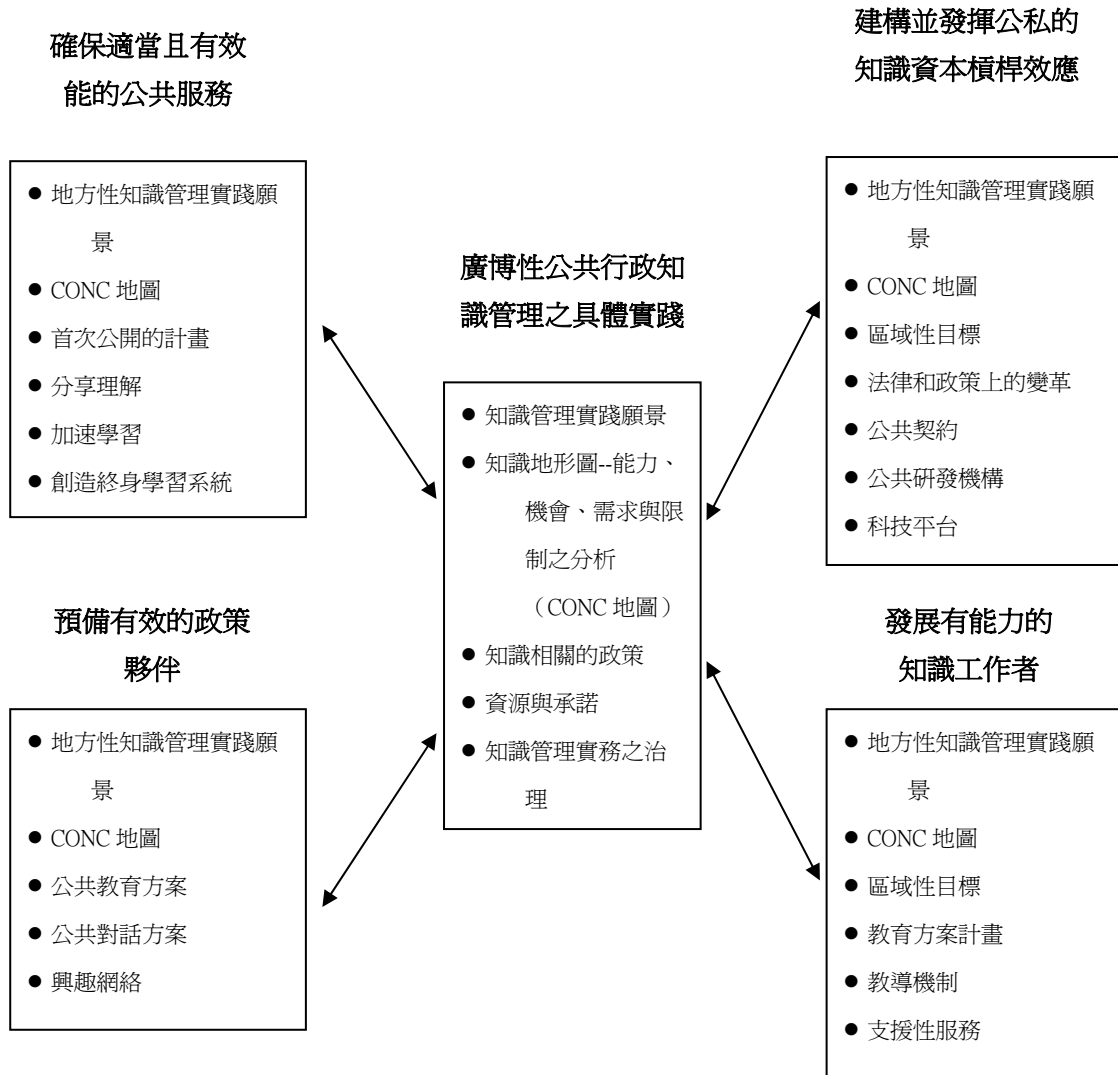 確保適當且有效
能的公共服務
● 地方性知識管理實踐願
景
● CONC 地圖
● 首次公開的計畫
● 分享理解
● 加速學習
● 創造終身學習系統
建構並發揮公私的
知識資本槓桿效應
● 地方性知識管理實踐願
景
● CONC 地圖
● 區域性目標
● 法律和政策上的變革
● 公共契約
● 公共研發機構
● 科技平台
廣博性公共行政知
識管理之具體實踐
● 知識管理實踐願景
● 知識地形圖--能力、
機會、需求與限
制之分析
（CONC 地圖）
● 知識相關的政策
● 資源與承諾
● 知識管理實務之治
理
預備有效的政策
夥伴
● 地方性知識管理實踐願
景
● CONC 地圖
● 公共教育方案
● 公共對話方案
● 興趣網絡
發展有能力的
知識工作者
● 地方性知識管理實踐願
景
● CONC 地圖
● 區域性目標
● 教育方案計畫
● 教導機制
● 支援性服務